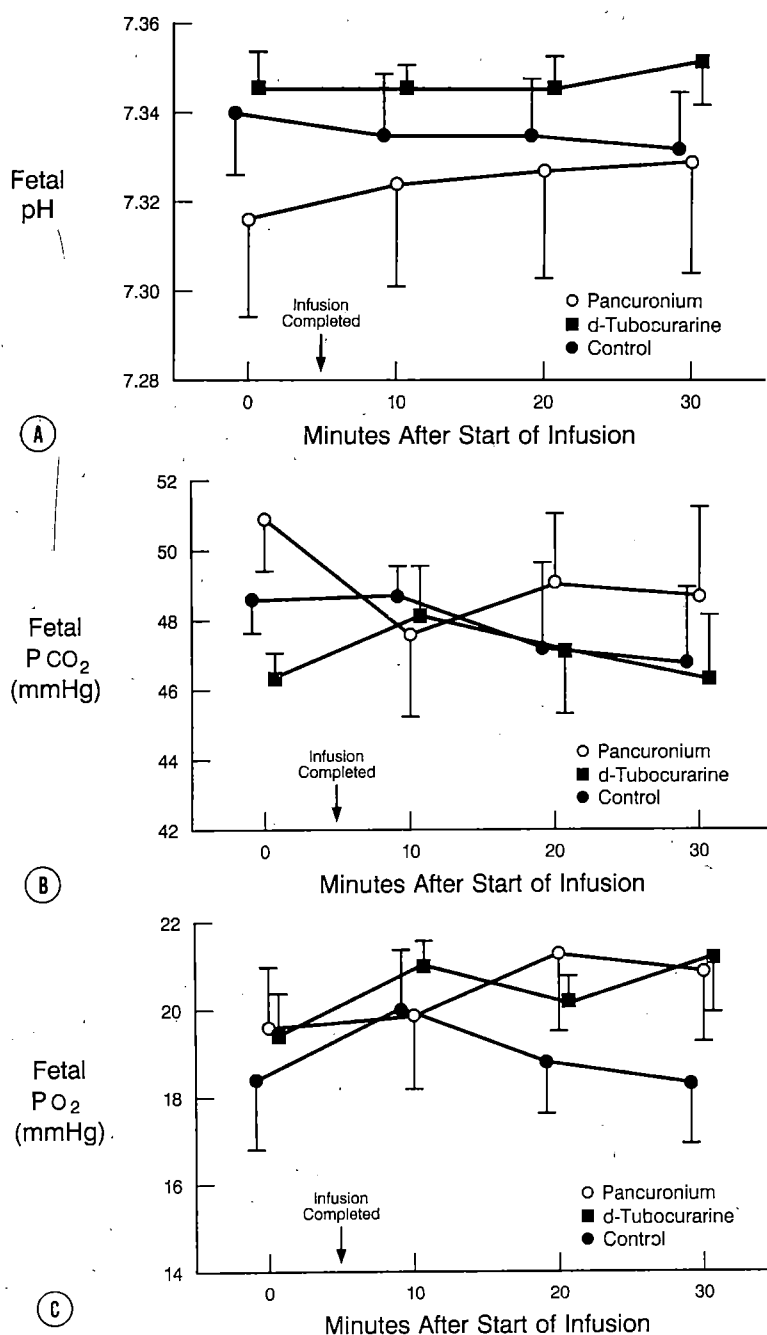 7.36
7.34
Fetal
pH
7.32
7.30
7.28
Infusion
Completed
Pancuronium
d-Tubocurarine
Control
0 10 20 30
A
Minutes After Start of Infusion
52
50
48
Fetal
PCO2
(mmHg)
46
44
42
Infusion
Completed
Pancuronium
d-Tubocurarine
Control
0 10 20 30
B
Minutes After Start of Infusion
22
20
Fetal
PO2
(mmHg)
18
16
14
Infusion
Completed
Pancuronium
d-Tubocurarine
Control
0 10 20 30
C
Minutes After Start of Infusion